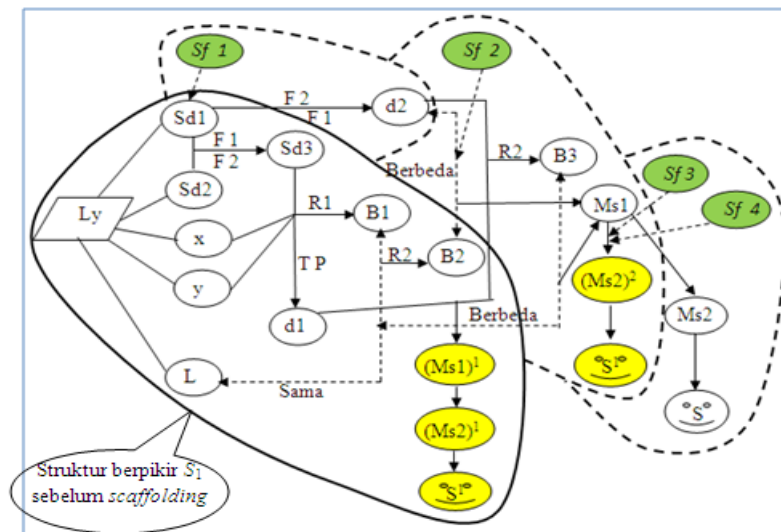 Sf 1
Sf 2
Sd1
F 2
F 1
d2
F 1
F 2
Sd3
Berbeda
R2
B3
Sd2
Sf 3
Ly
x
R1
B1
Ms1
Sf 4
y
T P
R2
B2
(Ms2)²
d1
Berbeda
Ms2
L
Sama
(Ms1)¹
S¹
(Ms2)¹
S
Struktur berpikir S₁
sebelum scaffolding
S¹